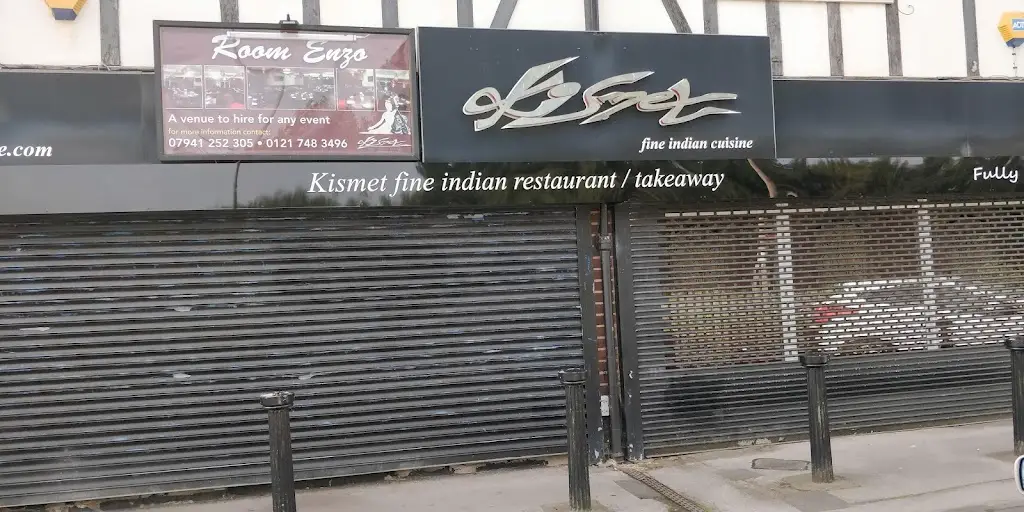 Room Enzo
A venue to hire for any event
for more information contact:
07941 252 305 • 0121 748 3496
Kismet
fine indian cuisine
e.com
Kismet fine indian restaurant / takeaway
Fully